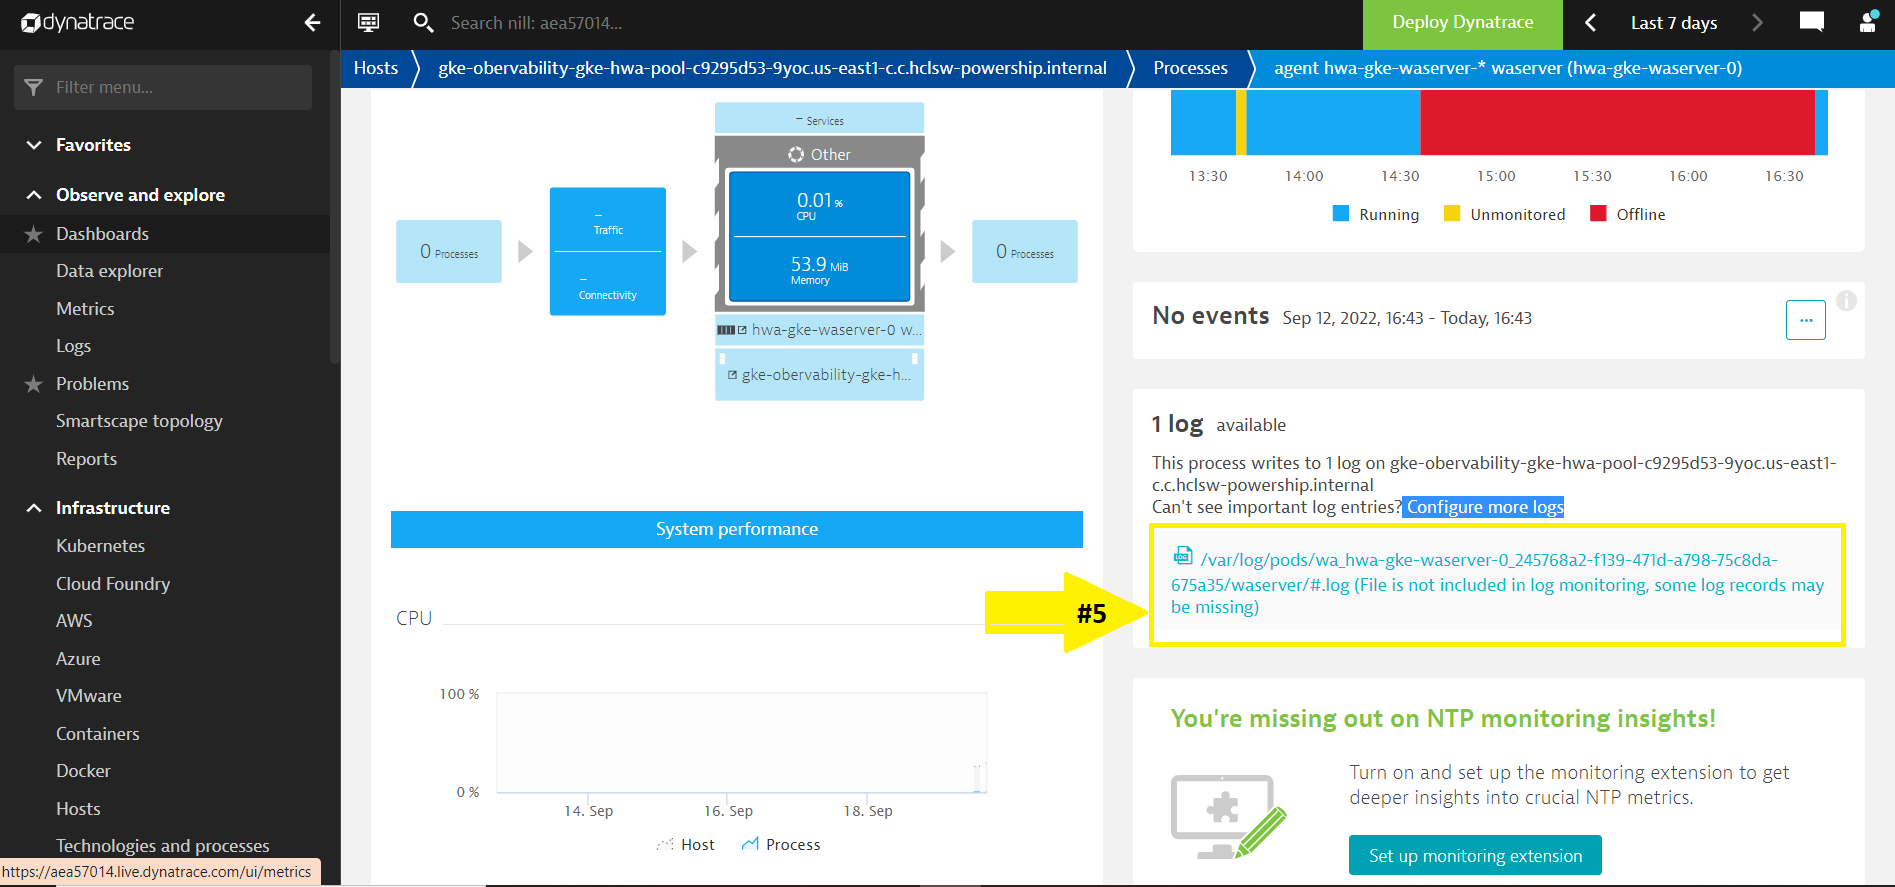 dynatrace
Search nill: aea57014...
Deploy Dynatrace
Last 7 days
Filter menu...
Favorites
Observe and explore
Dashboards
Data explorer
Metrics
Logs
Problems
Smartscape topology
Reports
Infrastructure
Kubernetes
Cloud Foundry
AWS
Azure
VMware
Containers
Docker
Hosts
Technologies and processes
https://aea57014.live.dynatrace.com/ui/metrics
Hosts
gke-obervability-gke-hwa-pool-c9295d53-9yoc.us-east1-c.c.hclsw-powership.internal
Processes
agent hwa-gke-waserver-* waserver (hwa-gke-waserver-0)
– Services
Other
0.01 %
CPU
53.9 MiB
Memory
0 Processes
–
Traffic
–
Connectivity
0 Processes
hwa-gke-waserver-0 w...
gke-obervability-gke-h...
System performance
CPU
100 %
0 %
14. Sep
16. Sep
18. Sep
Host
Process
13:30
14:00
14:30
15:00
15:30
16:00
16:30
Running
Unmonitored
Offline
No events Sep 12, 2022, 16:43 - Today, 16:43
...
1 log available
This process writes to 1 log on gke-obervability-gke-hwa-pool-c9295d53-9yoc.us-east1-
c.c.hclsw-powership.internal
Can't see important log entries? Configure more logs
#5
LOG
/var/log/pods/wa_hwa-gke-waserver-0_245768a2-f139-471d-a798-75c8da-
675a35/waserver/#.log (File is not included in log monitoring, some log records may
be missing)
You're missing out on NTP monitoring insights!
Turn on and set up the monitoring extension to get
deeper insights into crucial NTP metrics.
Set up monitoring extension